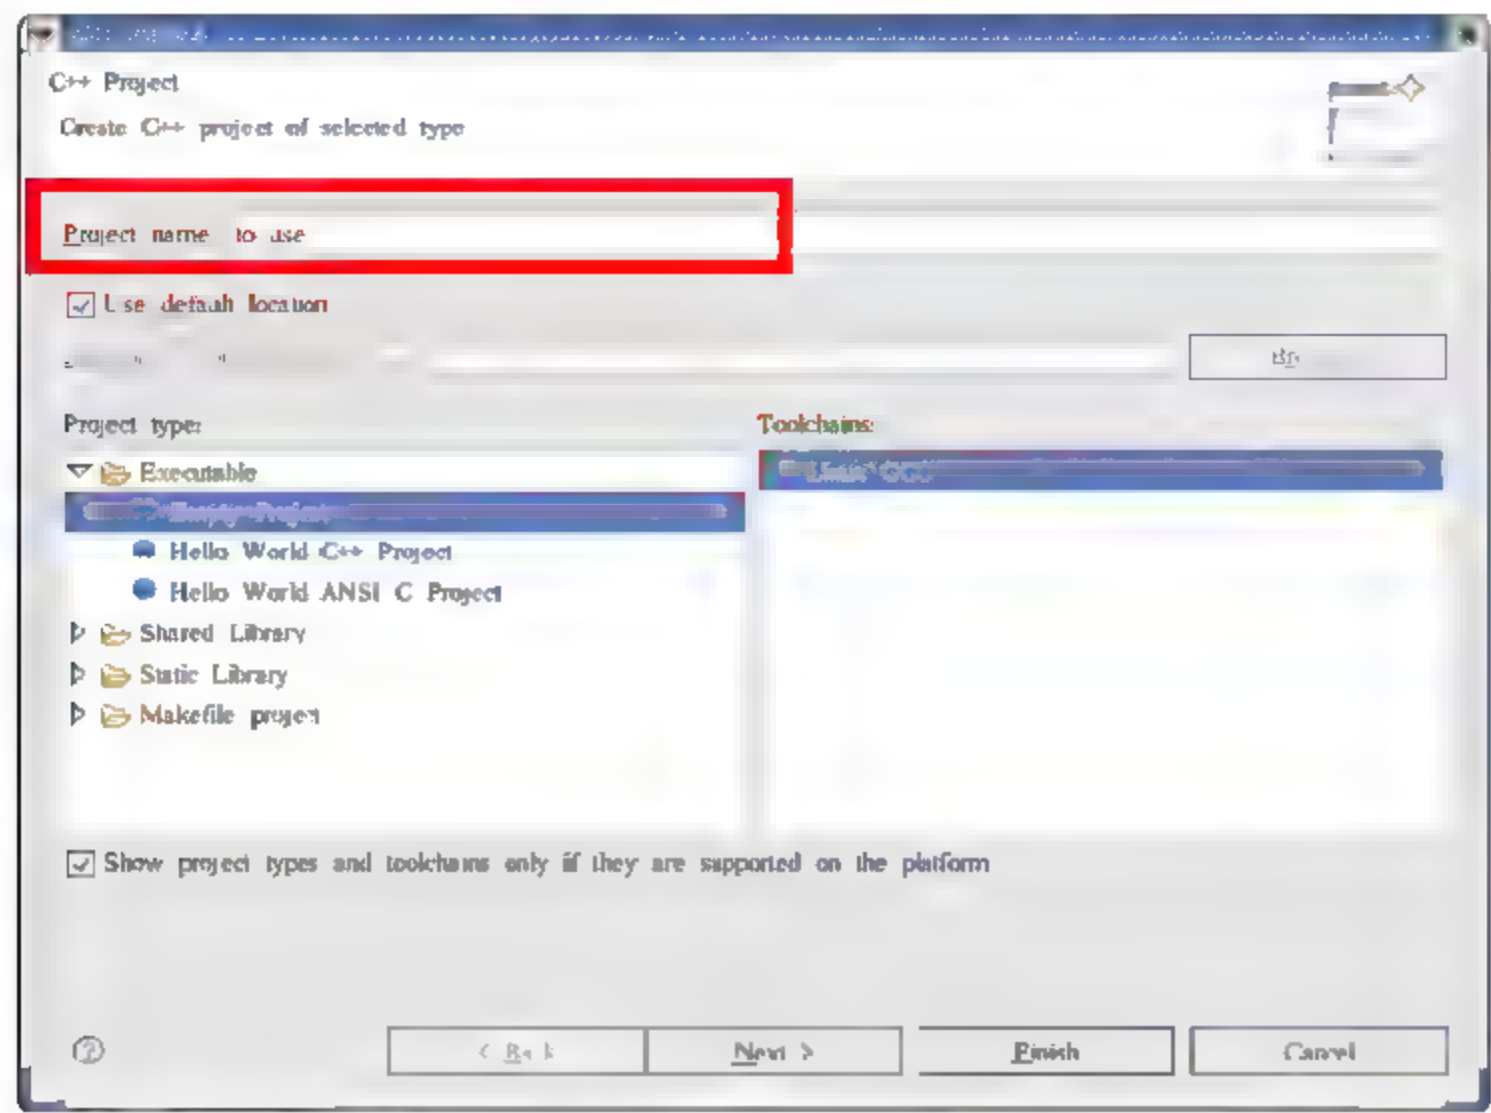 C++ Project
Create C++ project of selected type
Project name to use
Use default location
Project type:
Toolchains:
Executable
Hello World C++ Project
Hello World ANSI C Project
Shared Library
Static Library
Makefile project
Show project types and toolchains only if they are supported on the platform
< Back
Next >
Finish
Cancel